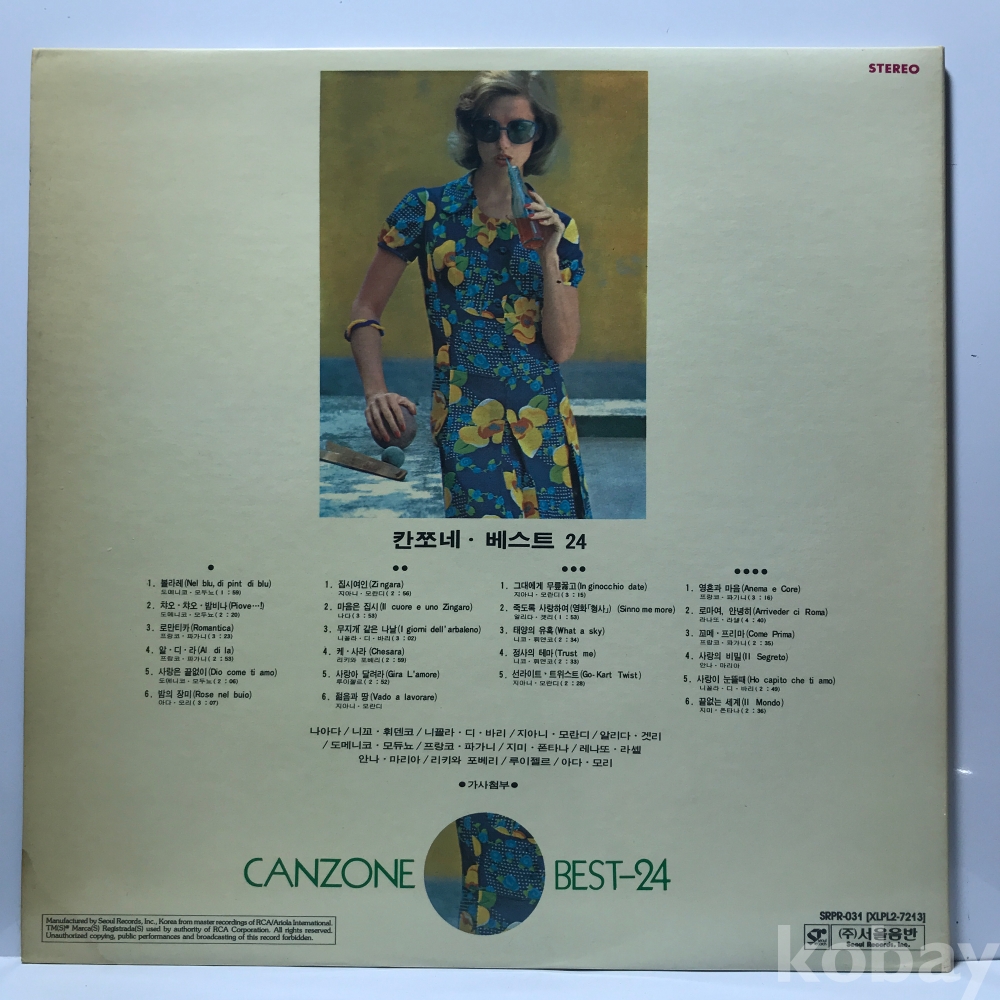 STEREO
칸쪼네 · 베스트 24
●
1. 볼라레(Nel blu, di pint di blu)
도메니코 · 모두뇨(1 : 59)
2. 챠오 · 챠오 · 밤비나(Piove…!)
도메니코 · 모두뇨(2 : 20)
3. 로만티카(Romantica)
프랑코 · 파가니(3 : 23)
4. 알 · 디 · 라(Al di la)
프랑코 · 파가니(2 : 53)
5. 사랑은 끝없이(Dio come ti amo)
도메니코 · 모두뇨(2 : 06)
6. 밤의 장미(Rose nel buio)
아다 · 모리(3 : 07)
●●
1. 집시여인(Zingara)
지아니 · 모란디(2 : 56)
2. 마음은 집시(Il cuore e uno Zingaro)
나다(3 : 53)
3. 무지개 같은 나날(I giorni dell'arbaleno)
니꼴라 · 디 · 바리(3 : 02)
4. 케 · 사라(Chesara)
리키와 포베리(2 : 59)
5. 사랑아 달려라(Gira L'amore)
루이젤르(2 : 52)
6. 젊음과 땅(Vado a lavorare)
지아니 · 모란디
●●●
1. 그대에게 무릎꿇고(In ginocchio date)
지아니 · 모란디(3 : 15)
2. 죽도록 사랑하여(영화「형사」) (Sinno me more)
알리다 · 겟리(1 : 53)
3. 태양의 유혹(What a sky)
니코 · 휘덴코(2 : 34)
4. 정사의 테마(Trust me)
니코 · 휘덴코(2 : 33)
5. 선라이트 · 트위스트(Go-Kart Twist)
지아니 · 모란디(2 : 28)
●●●●
1. 영혼과 마음(Anema e Core)
프랑코 · 파가니(3 : 16)
2. 로마여, 안녕히(Arriveder ci Roma)
라나또 · 라셀(4 : 40)
3. 꼬메 · 프리마(Come Prima)
프랑코 · 파가니(2 : 35)
4. 사랑의 비밀(Il Segreto)
안나 · 마리아
5. 사랑이 눈뜰때(Ho capito che ti amo)
니꼴라 · 디 · 바리(2 : 49)
6. 끝없는 세계(Il Mondo)
지미 · 폰타나(2 : 36)
나아다 / 니꼬 · 휘덴코 / 니꼴라 · 디 · 바리 / 지아니 · 모란디 / 알리다 · 겟리
/ 도메니코 · 모듀뇨 / 프랑코 · 파가니 / 지미 · 폰타나 / 레나또 · 라셀
안나 · 마리아 / 리키와 포베리 / 루이젤르 / 아다 · 모리
●가사첨부●
CANZONE BEST-24
Manufactured by Seoul Records, Inc., Korea from master recordings of RCA/Ariola International.
TM(S)® Marca(S) Registrada(S) used by authority of RCA Corporation. All rights reserved.
Unauthorized copying, public performances and broadcasting of this record forbidden.
SRPR-031 [XLPL2-7213]
(주)서울음반
Seoul Records, Inc.
kobay